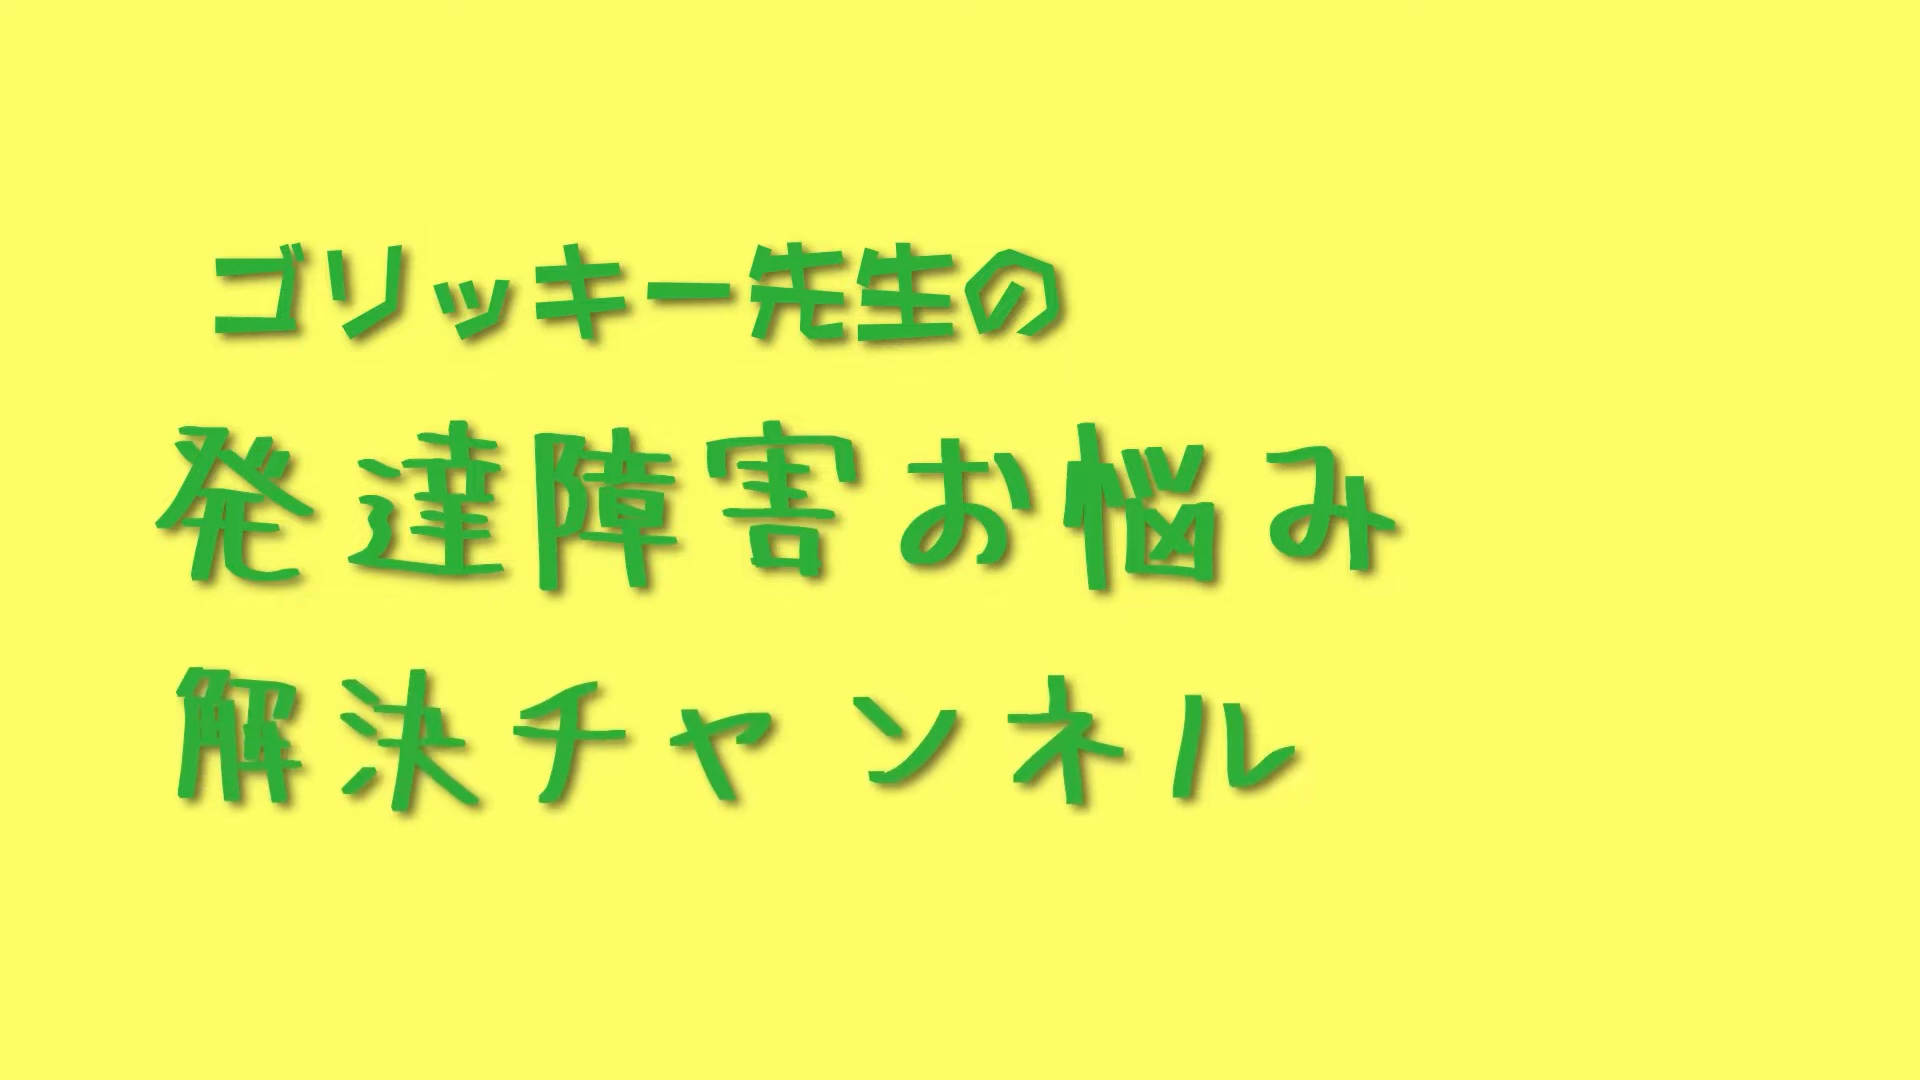 ゴリッキー先生の
発達障害お悩み
解決チャンネル